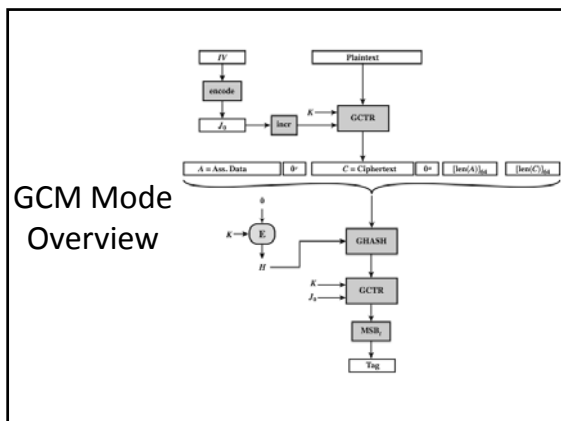 IV
Plaintext
encode
K
J0
incr
GCTR
A = Ass. Data
0v
C = Ciphertext
0u
[len(A)]64
[len(C)]64
GCM Mode
Overview
0
K
E
GHASH
H
K
J0
GCTR
MSBt
Tag